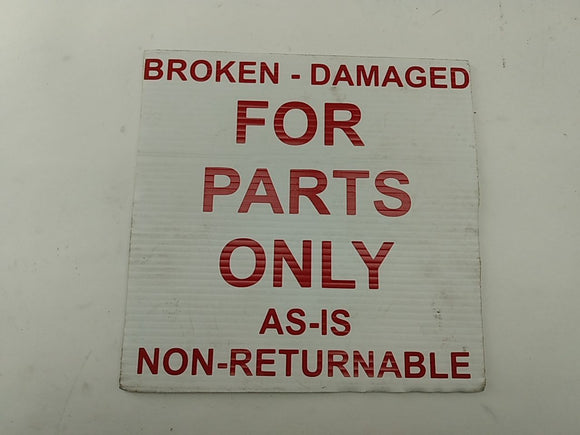 BROKEN - DAMAGED
FOR
PARTS
ONLY
AS-IS
NON-RETURNABLE